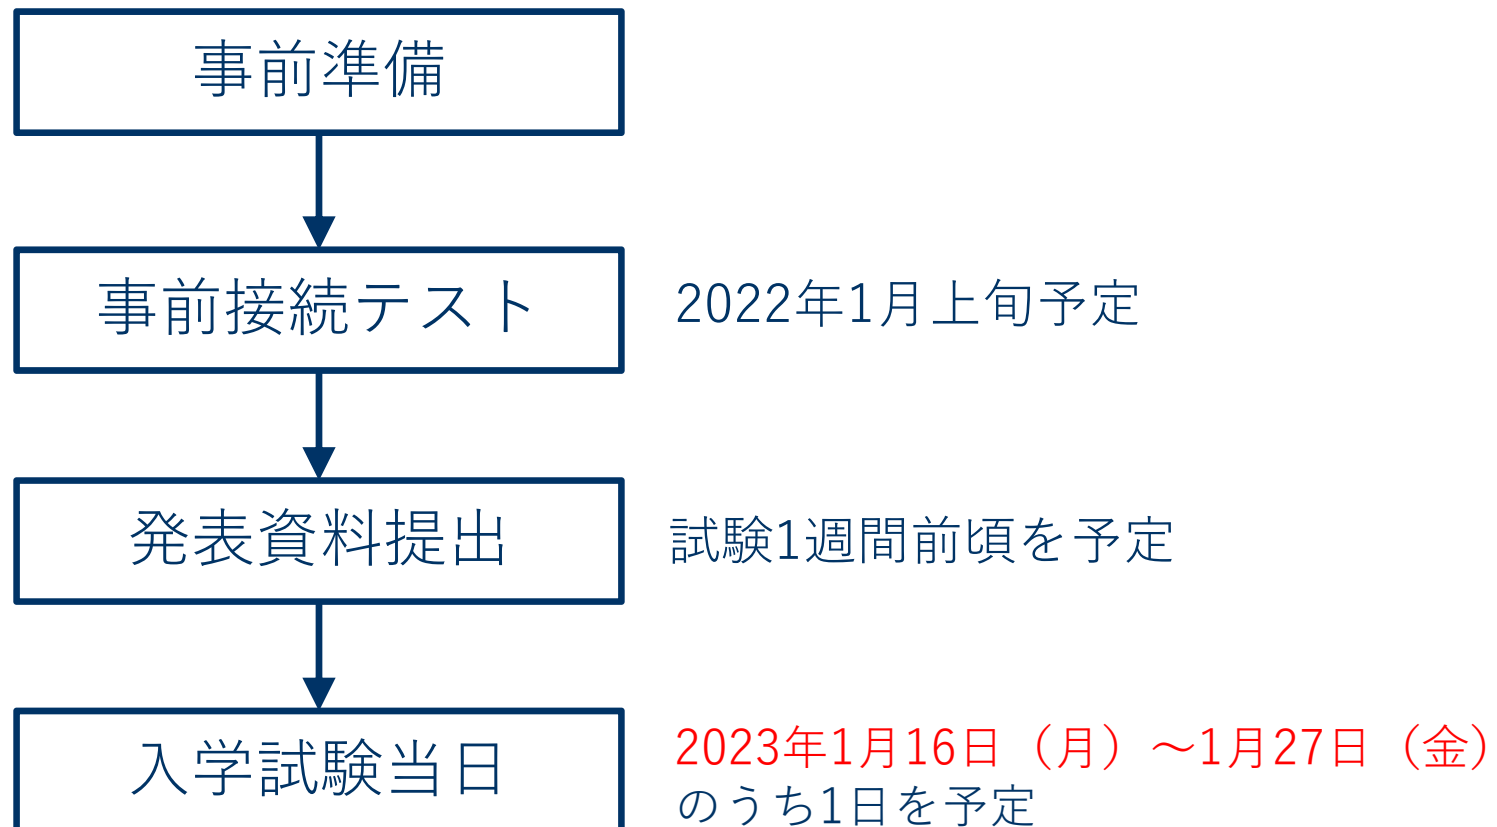 事前準備
事前接続テスト
2022年1月上旬予定
発表資料提出
試験1週間前頃を予定
入学試験当日
2023年1月16日（月）～1月27日（金）
のうち1日を予定